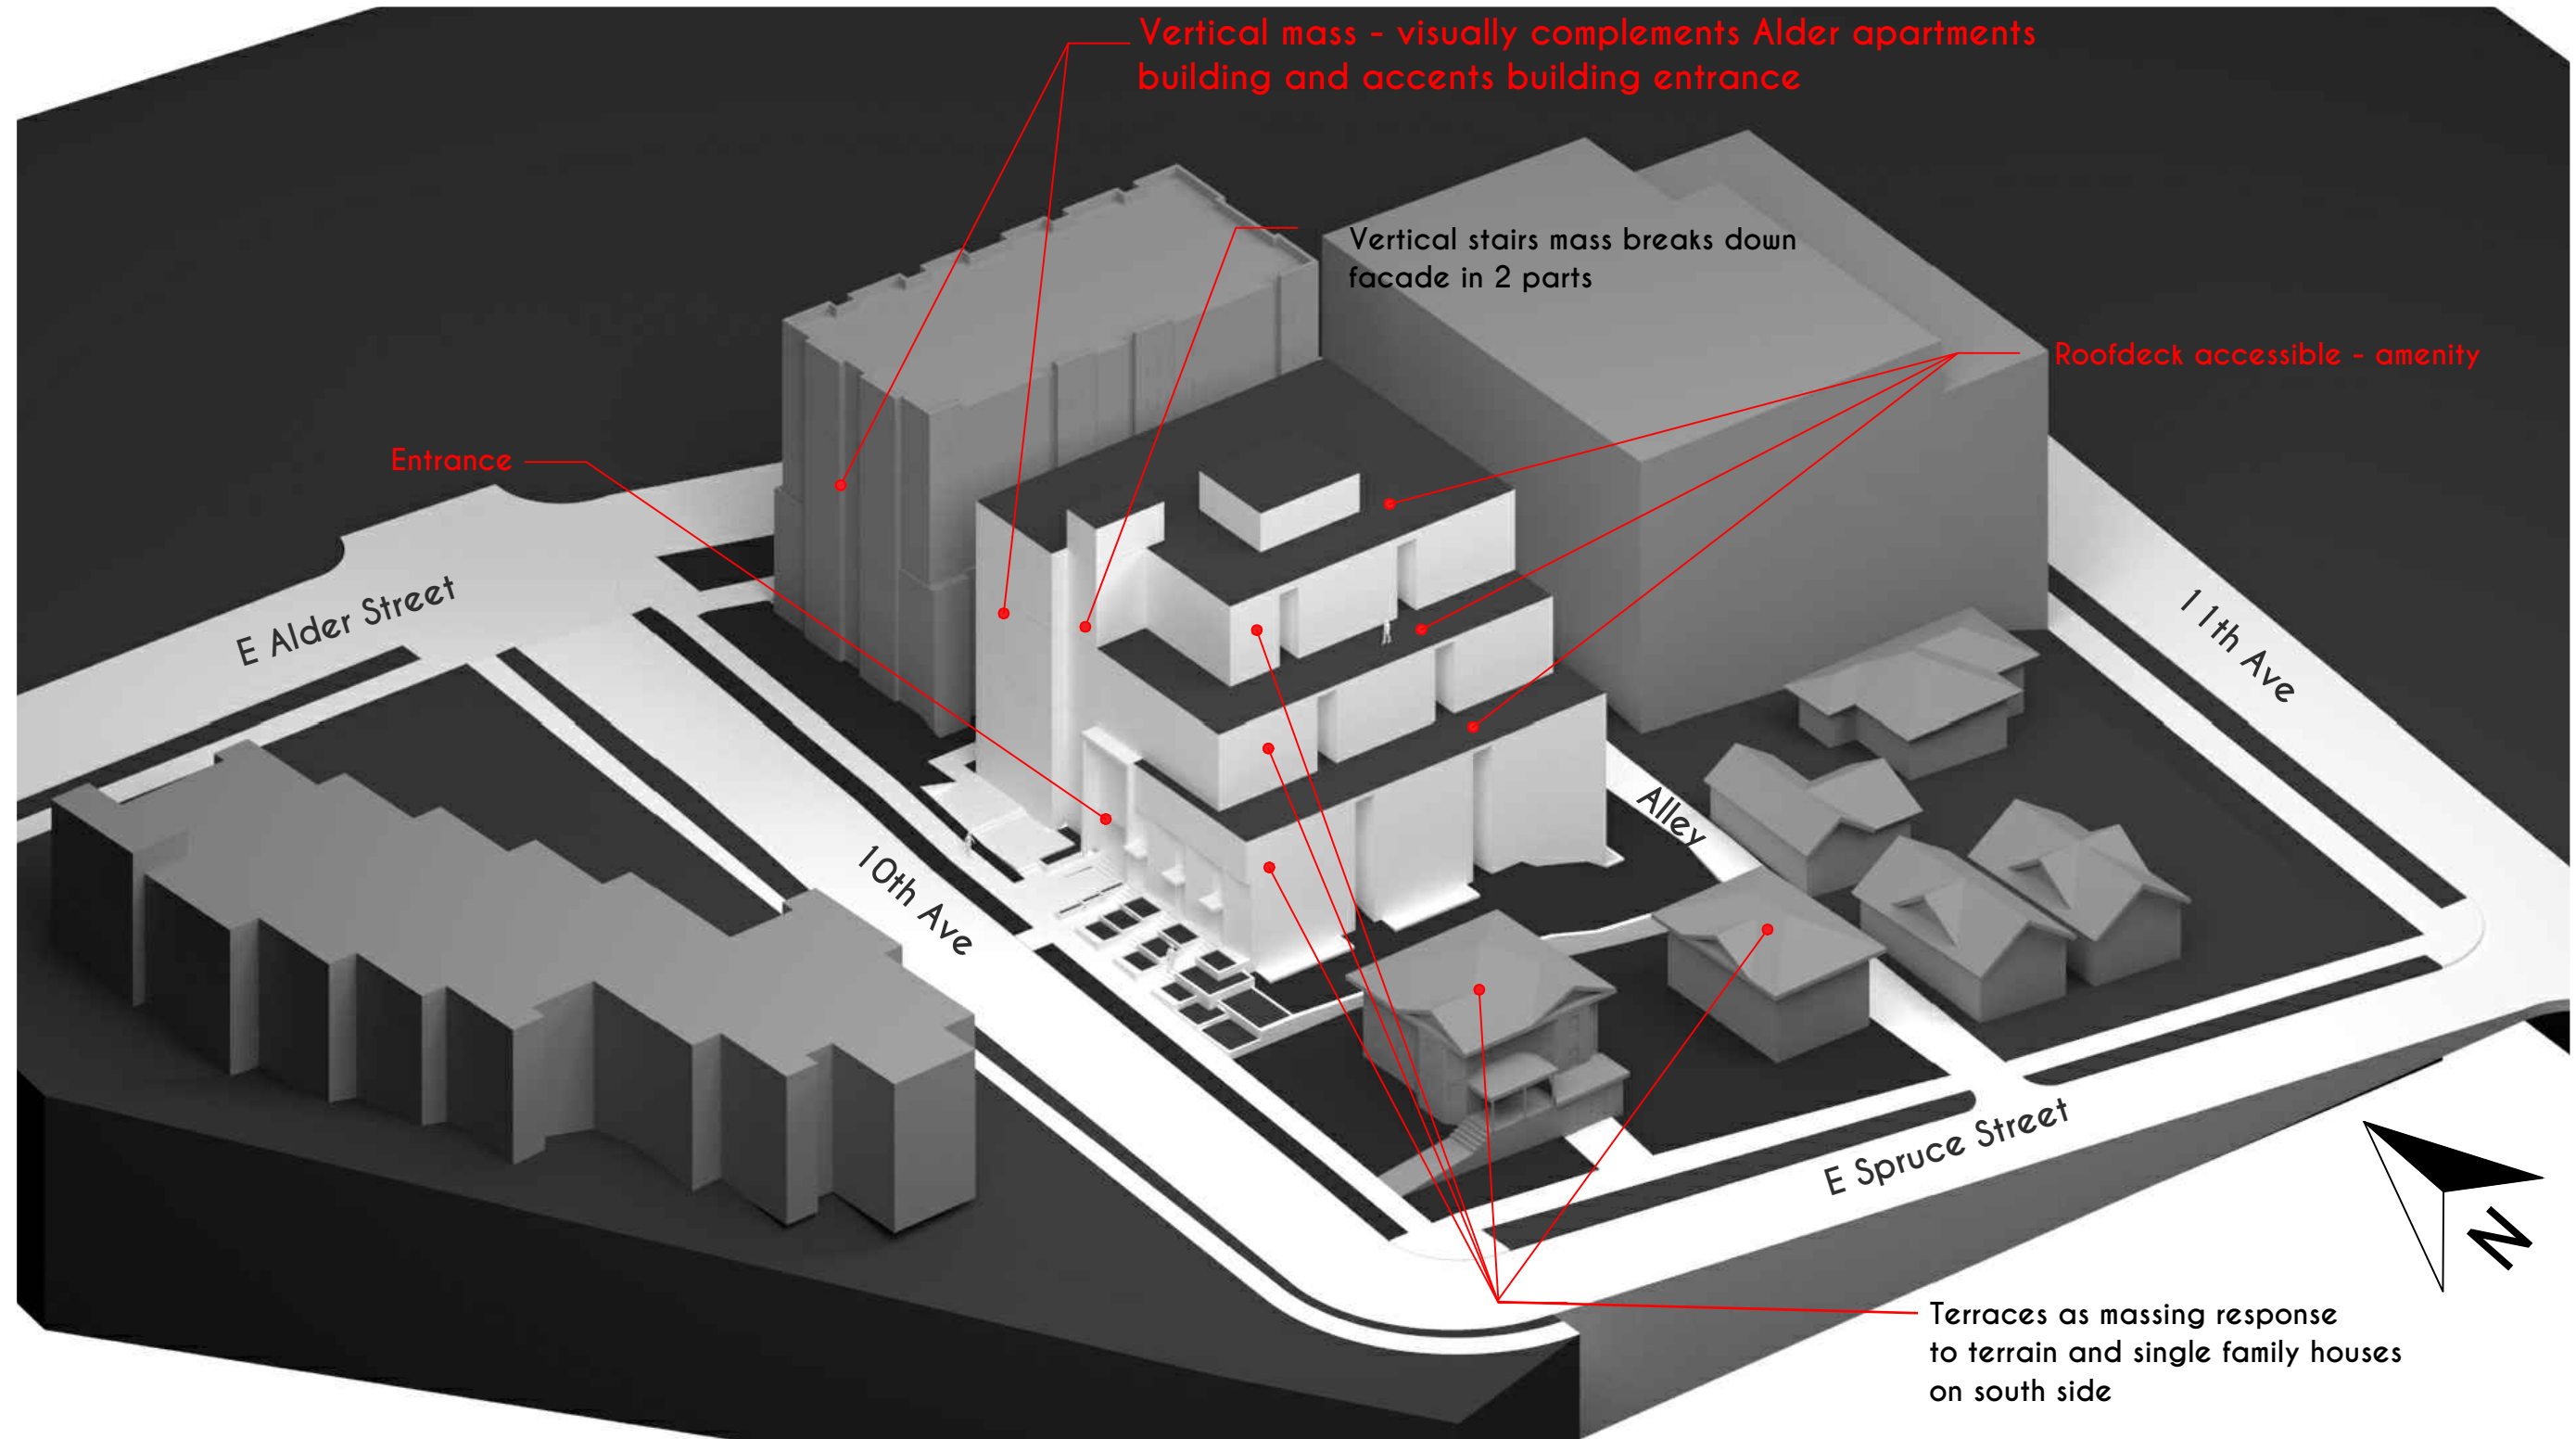 Vertical mass - visually complements Alder apartments
building and accents building entrance
Vertical stairs mass breaks down
facade in 2 parts
Roofdeck accessible - amenity
Entrance
E Alder Street
11th Ave
Alley
10th Ave
E Spruce Street
N
Terraces as massing response
to terrain and single family houses
on south side